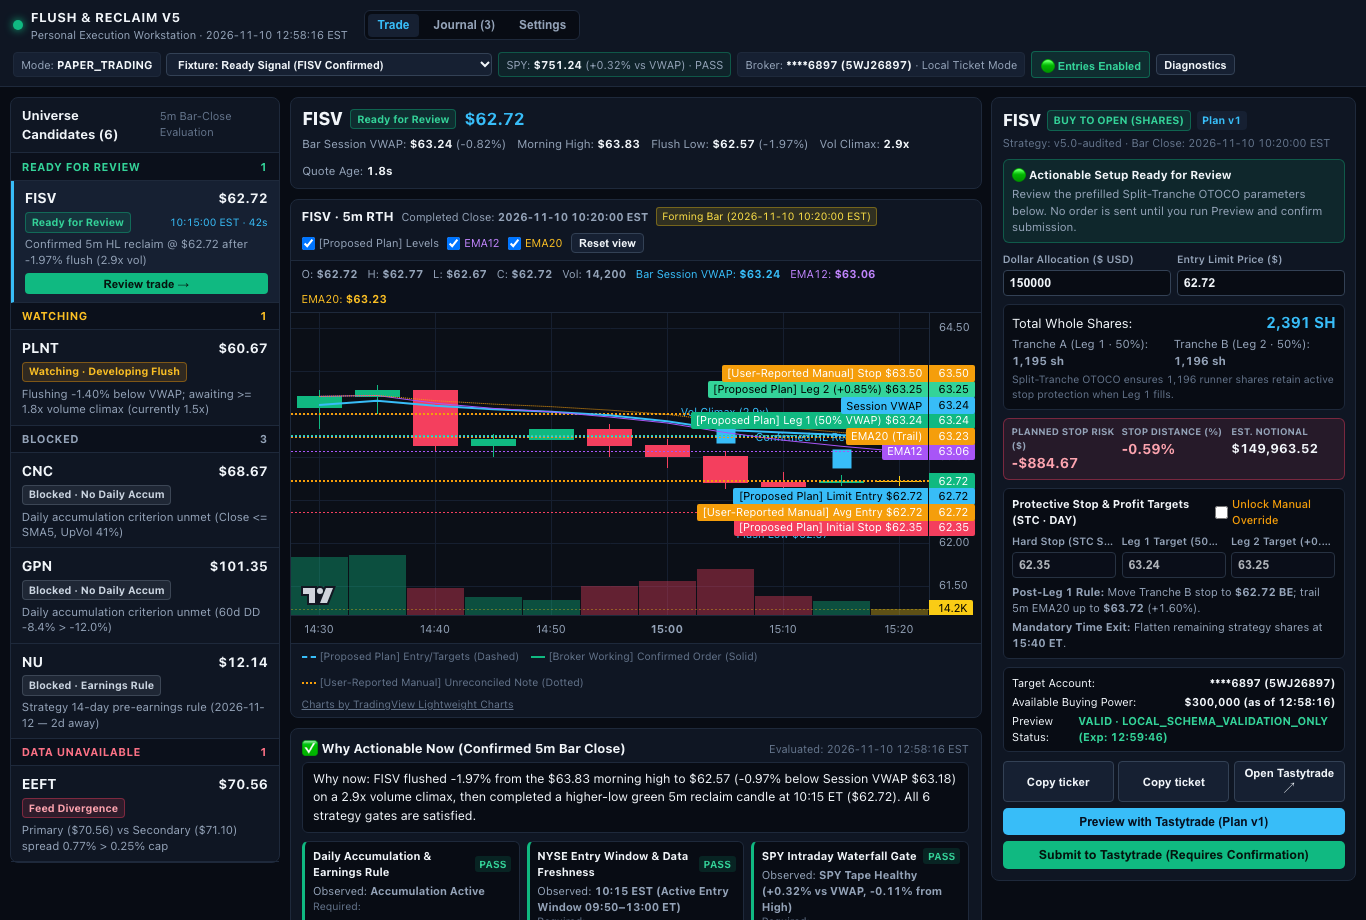 FLUSH & RECLAIM V5
Personal Execution Workstation · 2026-11-10 12:58:16 EST
Trade
Journal (3)
Settings
Mode: PAPER_TRADING
Fixture: Ready Signal (FISV Confirmed)
SPY: $751.24 (+0.32% vs VWAP) · PASS
Broker: ****6897 (5WJ26897) · Local Ticket Mode
Entries Enabled
Diagnostics
Universe
Candidates (6)
5m Bar-Close
Evaluation
READY FOR REVIEW 1
FISV $62.72
Ready for Review 10:15:00 EST · 42s
Confirmed 5m HL reclaim @ $62.72 after
-1.97% flush (2.9x vol)
Review trade →
WATCHING 1
PLNT $60.67
Watching · Developing Flush
Flushing -1.40% below VWAP; awaiting >=
1.8x volume climax (currently 1.5x)
BLOCKED 3
CNC $68.67
Blocked · No Daily Accum
Daily accumulation criterion unmet (Close <=
SMA5, UpVol 41%)
GPN $101.35
Blocked · No Daily Accum
Daily accumulation criterion unmet (60d DD
-8.4% > -12.0%)
NU $12.14
Blocked · Earnings Rule
Strategy 14-day pre-earnings rule (2026-11-
12 — 2d away)
DATA UNAVAILABLE 1
EEFT $70.56
Feed Divergence
Primary ($70.56) vs Secondary ($71.10)
spread 0.77% > 0.25% cap
FISV Ready for Review $62.72
Bar Session VWAP: $63.24 (-0.82%) Morning High: $63.83 Flush Low: $62.57 (-1.97%) Vol Climax: 2.9x
Quote Age: 1.8s
FISV · 5m RTH Completed Close: 2026-11-10 10:20:00 EST Forming Bar (2026-11-10 10:20:00 EST)
[Proposed Plan] Levels EMA12 EMA20 Reset view
O: $62.72 H: $62.77 L: $62.67 C: $62.72 Vol: 14,200 Bar Session VWAP: $63.24 EMA12: $63.06
EMA20: $63.23
64.50
[User-Reported Manual] Stop $63.50 63.50
[Proposed Plan] Leg 2 (+0.85%) $63.25 63.25
Session VWAP 63.24
[Proposed Plan] Leg 1 (50% VWAP) $63.24 63.24
EMA20 (Trail) 63.23
EMA12 63.06
62.72
[Proposed Plan] Limit Entry $62.72 62.72
[User-Reported Manual] Avg Entry $62.72 62.72
[Proposed Plan] Initial Stop $62.35 62.35
62.00
61.50
14.2K
14:30 14:40 14:50 15:00 15:10 15:20
[Proposed Plan] Entry/Targets (Dashed) [Broker Working] Confirmed Order (Solid)
[User-Reported Manual] Unreconciled Note (Dotted)
Charts by TradingView Lightweight Charts
Why Actionable Now (Confirmed 5m Bar Close) Evaluated: 2026-11-10 12:58:16 EST
Why now: FISV flushed -1.97% from the $63.83 morning high to $62.57 (-0.97% below Session VWAP $63.18)
on a 2.9x volume climax, then completed a higher-low green 5m reclaim candle at 10:15 ET ($62.72). All 6
strategy gates are satisfied.
Daily Accumulation &
Earnings Rule
PASS
Observed: Accumulation Active
Required:
NYSE Entry Window & Data
Freshness
PASS
Observed: 10:15 EST (Active Entry
Window 09:50–13:00 ET)
SPY Intraday Waterfall Gate PASS
Observed: SPY Tape Healthy
(+0.32% vs VWAP, -0.11% from
High)
FISV BUY TO OPEN (SHARES) Plan v1
Strategy: v5.0-audited · Bar Close: 2026-11-10 10:20:00 EST
Actionable Setup Ready for Review
Review the prefilled Split-Tranche OTOCO parameters
below. No order is sent until you run Preview and confirm
submission.
Dollar Allocation ($ USD) Entry Limit Price ($)
150000 62.72
Total Whole Shares: 2,391 SH
Tranche A (Leg 1 · 50%): Tranche B (Leg 2 · 50%):
1,195 sh 1,196 sh
Split-Tranche OTOCO ensures 1,196 runner shares retain active
stop protection when Leg 1 fills.
PLANNED STOP RISK
($)
-$884.67
STOP DISTANCE (%)
-0.59%
EST. NOTIONAL
$149,963.52
Protective Stop & Profit Targets
(STC · DAY)
Unlock Manual
Override
Hard Stop (STC S... Leg 1 Target (50... Leg 2 Target (+0....
62.35 63.24 63.25
Post-Leg 1 Rule: Move Tranche B stop to $62.72 BE; trail
5m EMA20 up to $63.72 (+1.60%).
Mandatory Time Exit: Flatten remaining strategy shares at
15:40 ET.
Target Account: ****6897 (5WJ26897)
Available Buying Power: $300,000 (as of 12:58:16)
Preview
Status:
VALID · LOCAL_SCHEMA_VALIDATION_ONLY
(Exp: 12:59:46)
Copy ticker
Copy ticket
Open Tastytrade
↗
Preview with Tastytrade (Plan v1)
Submit to Tastytrade (Requires Confirmation)